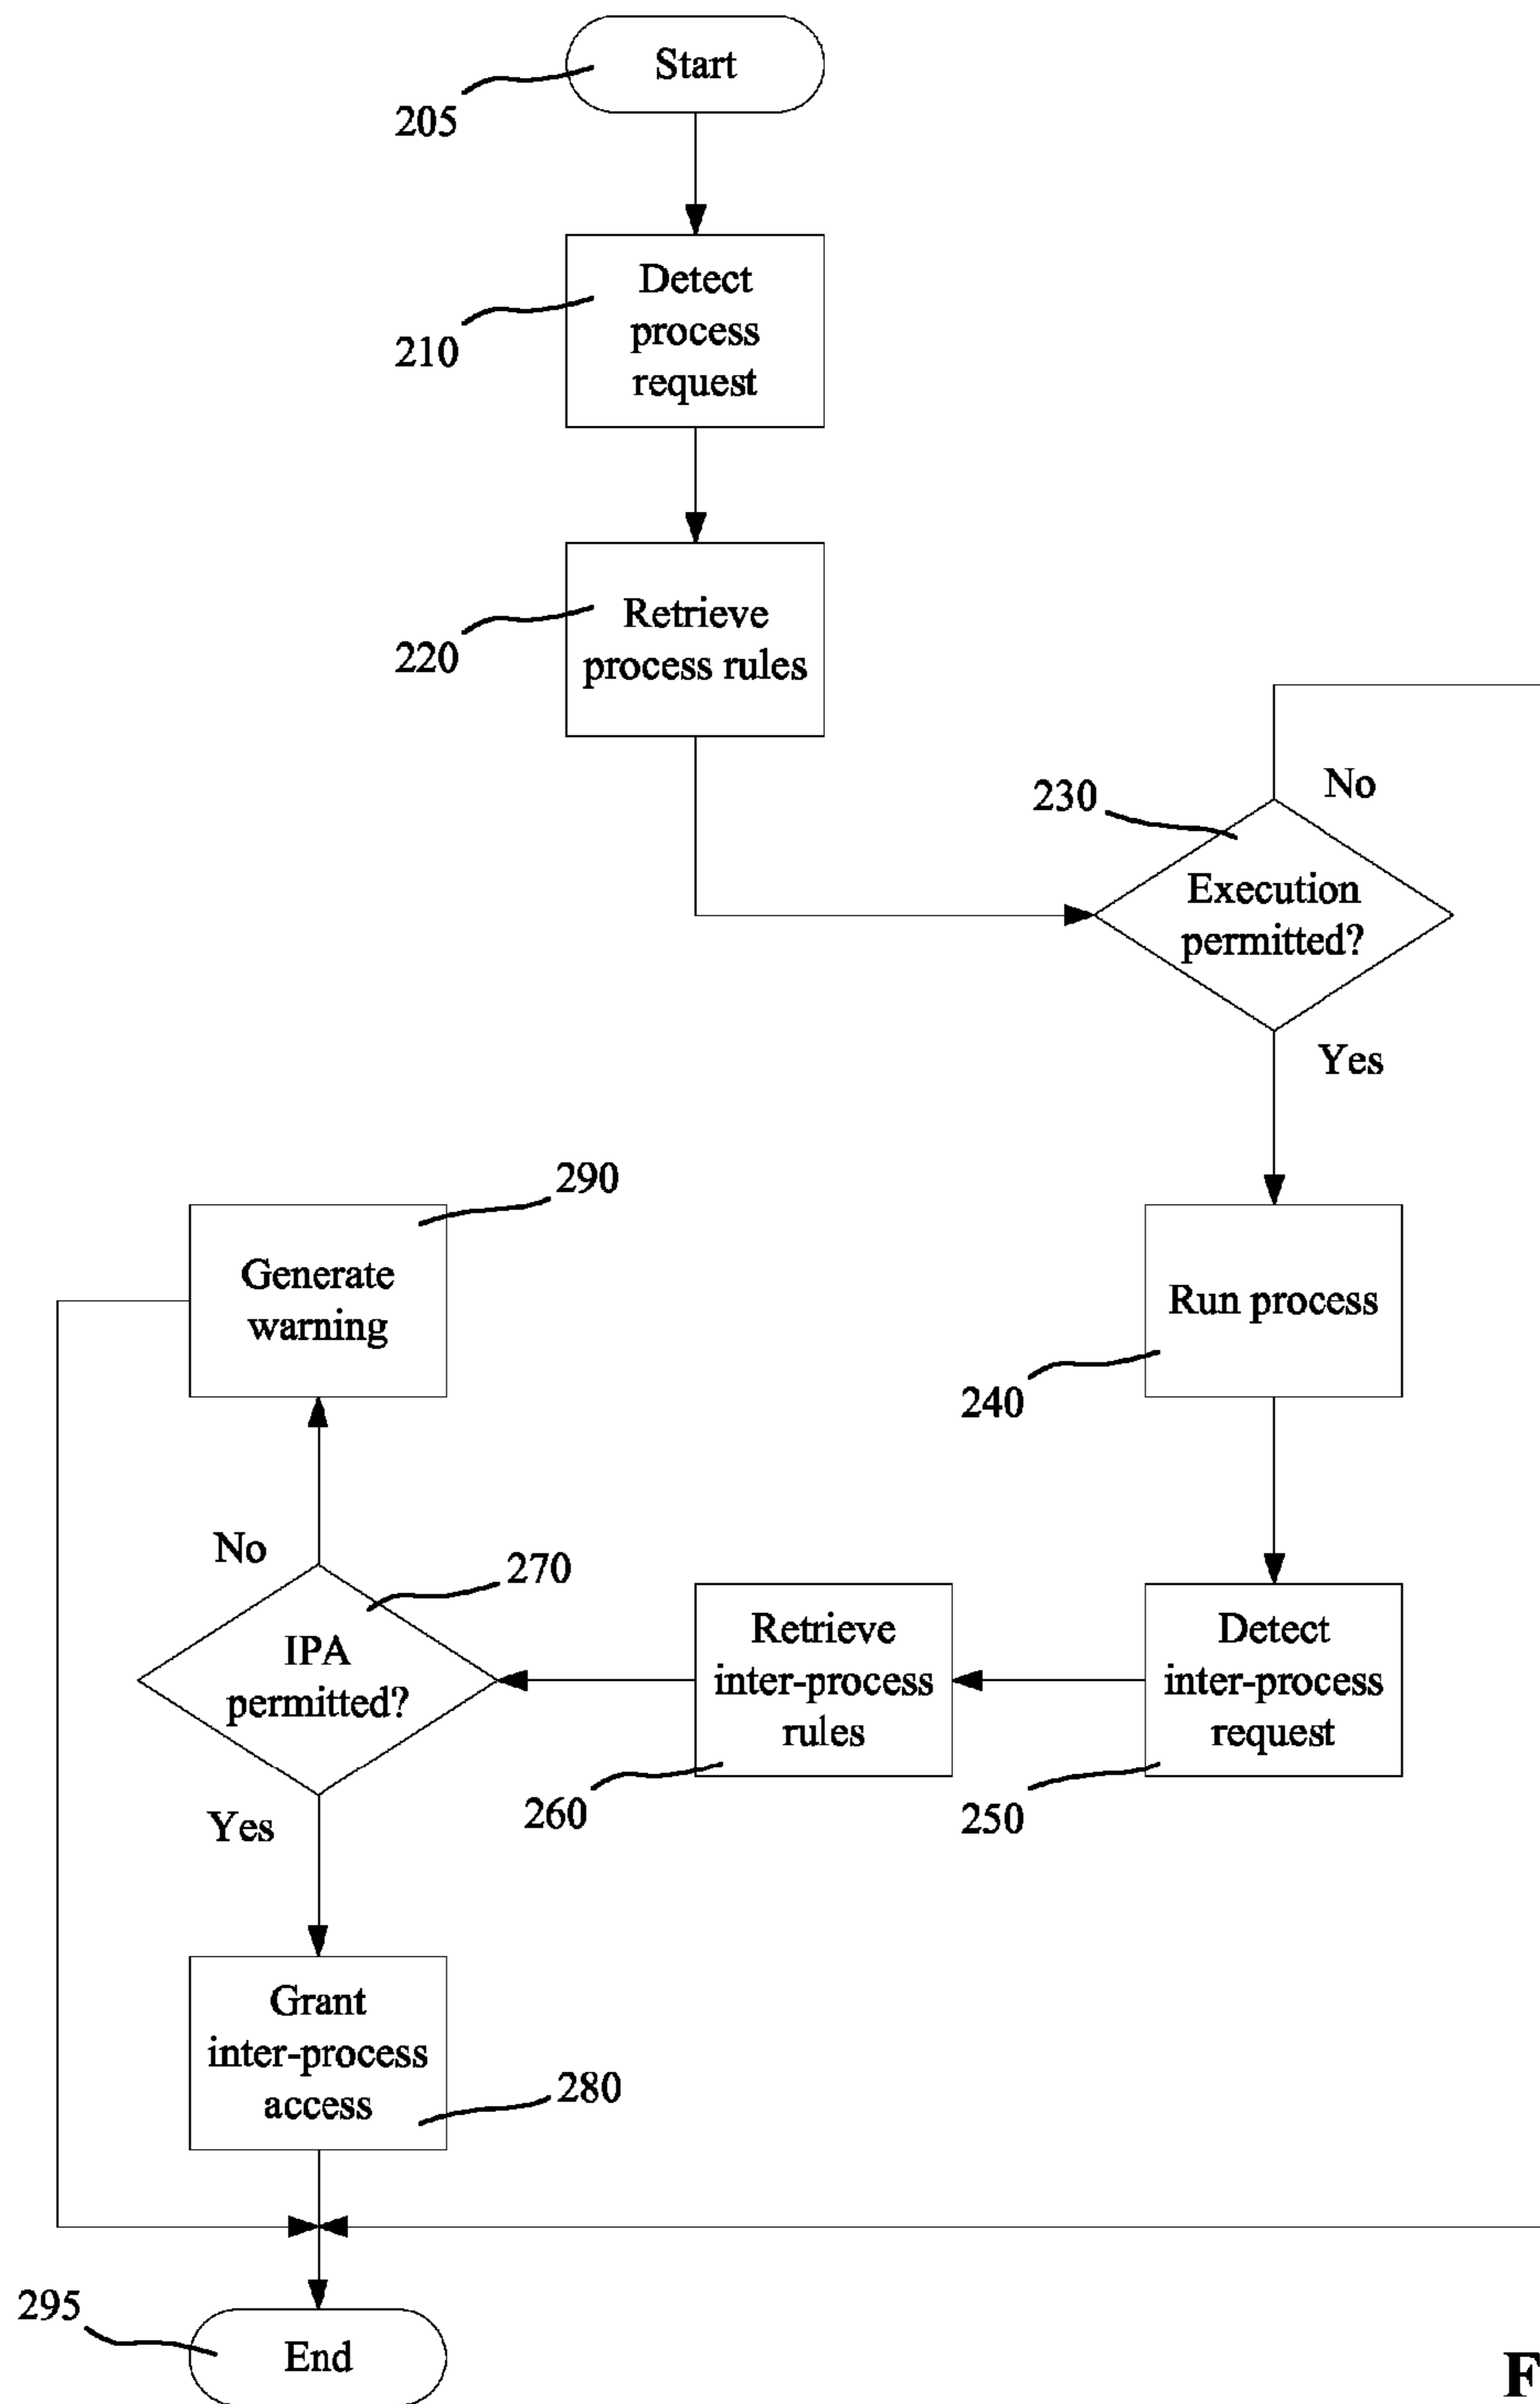 Start
205
Detect
process
request
210
Retrieve
process rules
220
No
230
Execution
permitted?
Yes
290
Generate
warning
Run process
240
No
270
IPA
permitted?
Retrieve
inter-process
rules
Detect
inter-process
request
260
250
Yes
Grant
inter-process
access
280
295
End
F